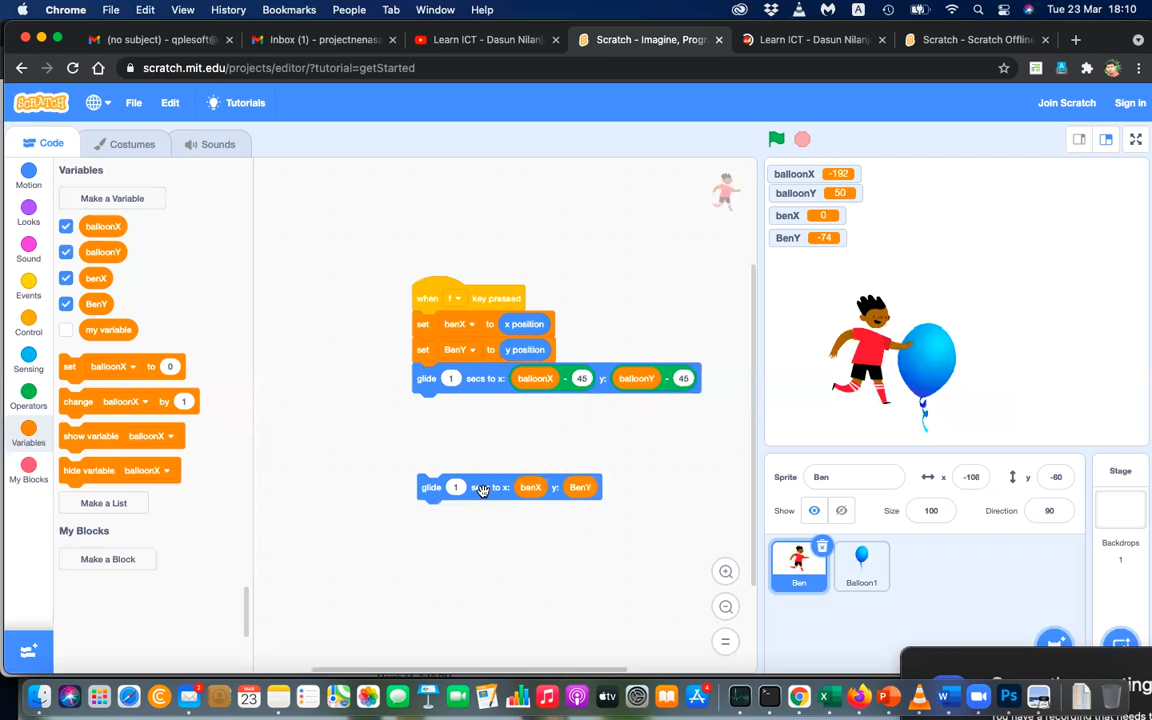 Chrome File Edit View History Bookmarks People Tab Window Help A Tue 23 Mar 18:10
(no subject) - qplesoft@ Inbox (1) - projectnenas Learn ICT - Dasun Nilanj Scratch - Imagine, Prog Learn ICT - Dasun Nilanj Scratch - Scratch Offline
scratch.mit.edu/projects/editor/?tutorial=getStarted
SCRATCH File Edit Tutorials Join Scratch Sign in
Code Costumes Sounds
Motion
Looks
Sound
Events
Control
Sensing
Operators
Variables
My Blocks
Variables
Make a Variable
balloonX
balloonY
benX
BenY
my variable
set balloonX to 0
change balloonX by 1
show variable balloonX
hide variable balloonX
Make a List
My Blocks
Make a Block
when f key pressed
set benX to x position
set BenY to y position
glide 1 secs to x: balloonX - 45 y: balloonY - 45
glide 1 secs to x: benX y: BenY
balloonX -192
balloonY 50
benX 0
BenY -74
Sprite Ben x -106 y -60
Show Size 100 Direction 90
Ben
Balloon1
Stage
Backdrops
1
MAR
23